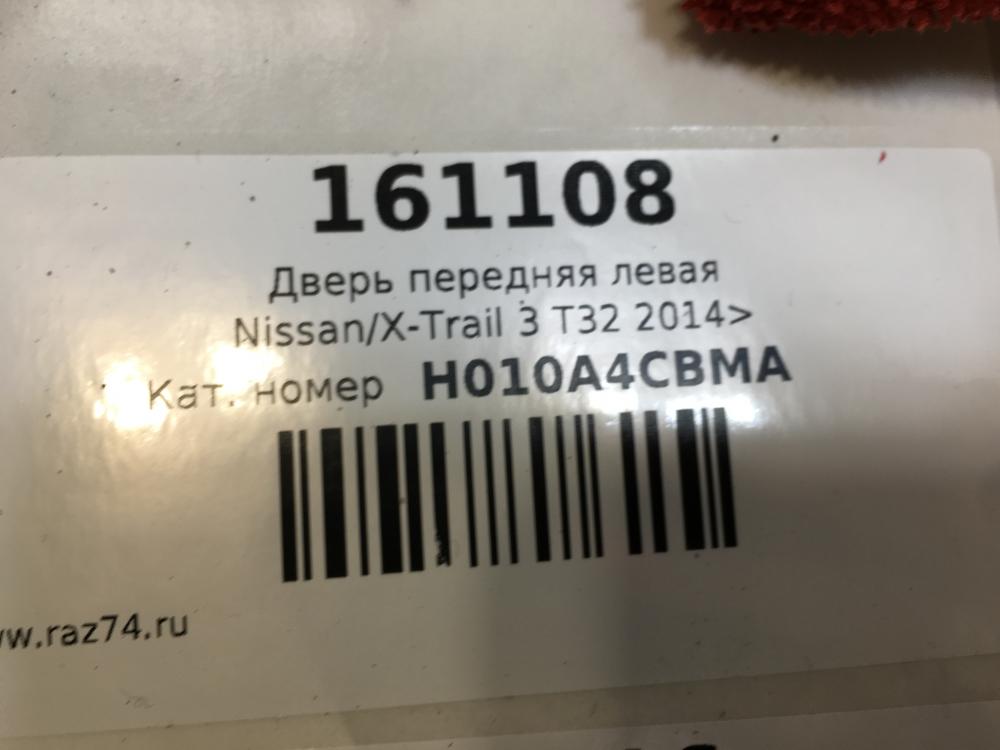 161108
Дверь передняя левая
Nissan/X-Trail 3 T32 2014>
Кат. номер H010A4CBMA
w.raz74.ru